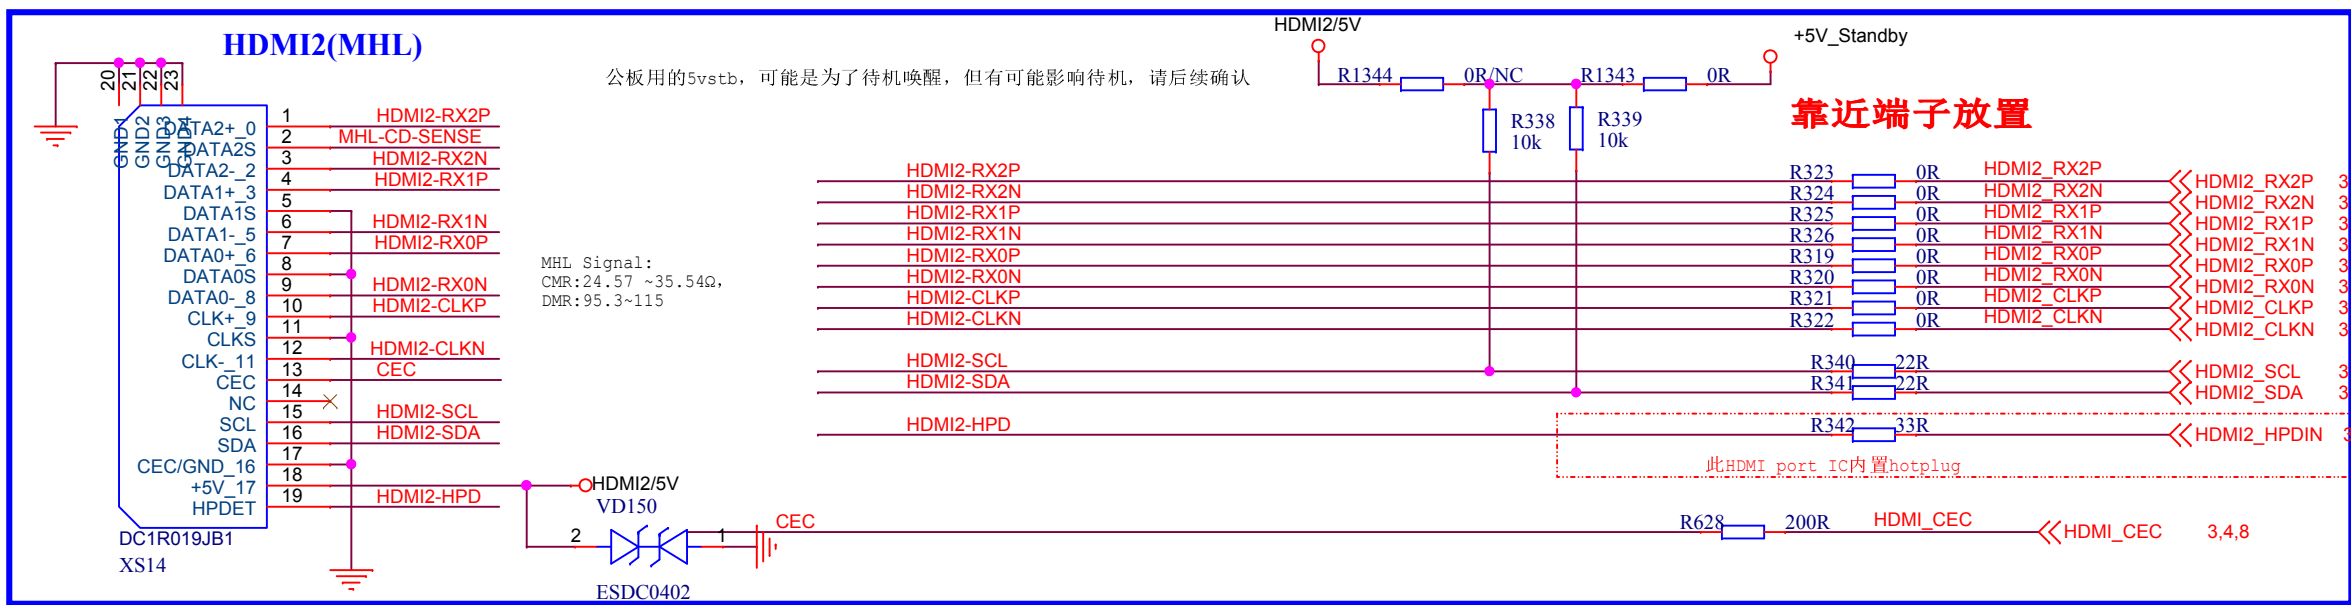 HDMI2(MHL)
公板用的5vstb，可能是为了待机唤醒，但有可能影响待机，请后续确认
HDMI2/5V
+5V_Standby
R1344 0R/NC R1343 0R
R338 10k
R339 10k
靠近端子放置
20 21 22 23
GND1 GND2 GND3 GND4
DATA2+_0 1 HDMI2-RX2P
DATA2S 2 MHL-CD-SENSE
DATA2-_2 3 HDMI2-RX2N
DATA1+_3 4 HDMI2-RX1P
DATA1S 5
DATA1-_5 6 HDMI2-RX1N
DATA0+_6 7 HDMI2-RX0P
DATA0S 8
DATA0-_8 9 HDMI2-RX0N
CLK+_9 10 HDMI2-CLKP
CLKS 11
CLK-_11 12 HDMI2-CLKN
CEC 13 CEC
NC 14
SCL 15 HDMI2-SCL
SDA 16 HDMI2-SDA
CEC/GND_16 17
+5V_17 18 HDMI2/5V
HPDET 19 HDMI2-HPD
DC1R019JB1
XS14
MHL Signal:
CMR:24.57 ~35.54Ω,
DMR:95.3~115
HDMI2-RX2P R323 0R HDMI2_RX2P HDMI2_RX2P 3
HDMI2-RX2N R324 0R HDMI2_RX2N HDMI2_RX2N 3
HDMI2-RX1P R325 0R HDMI2_RX1P HDMI2_RX1P 3
HDMI2-RX1N R326 0R HDMI2_RX1N HDMI2_RX1N 3
HDMI2-RX0P R319 0R HDMI2_RX0P HDMI2_RX0P 3
HDMI2-RX0N R320 0R HDMI2_RX0N HDMI2_RX0N 3
HDMI2-CLKP R321 0R HDMI2_CLKP HDMI2_CLKP 3
HDMI2-CLKN R322 0R HDMI2_CLKN HDMI2_CLKN 3
HDMI2-SCL R340 22R HDMI2_SCL 3
HDMI2-SDA R341 22R HDMI2_SDA 3
HDMI2-HPD R342 33R HDMI2_HPDIN 3
此HDMI port IC内置hotplug
VD150
2 1
ESDC0402
CEC R628 200R HDMI_CEC HDMI_CEC 3,4,8